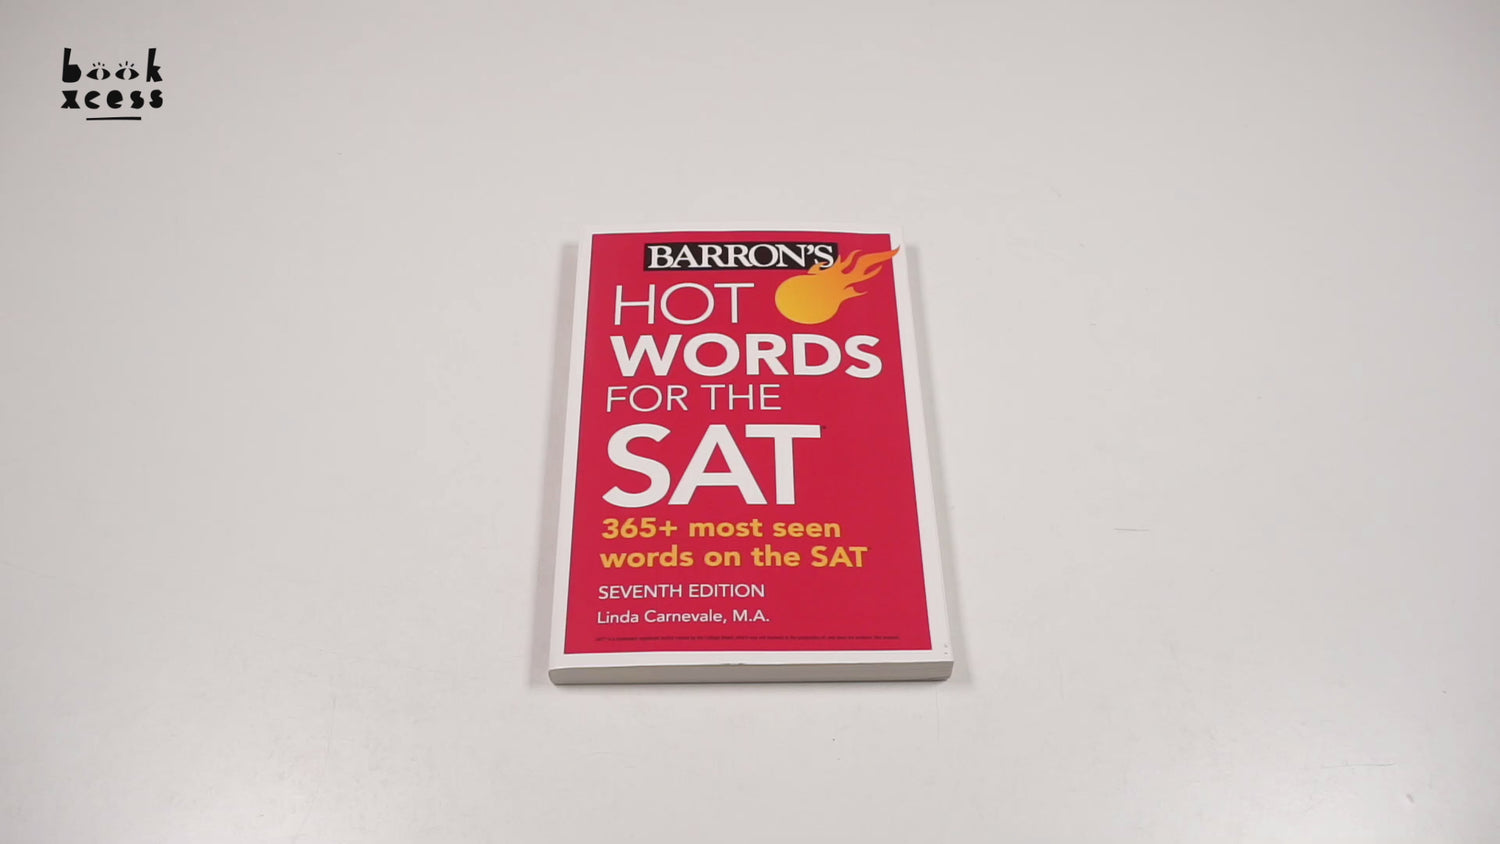 book
xcess
BARRON'S
HOT
WORDS
FOR THE
SAT
365+ most seen
words on the SAT
SEVENTH EDITION
Linda Carnevale, M.A.